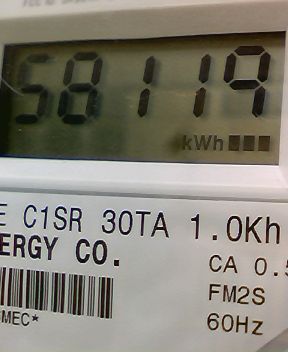 58119
kWh
E C1SR 30TA 1.0Kh
ERGY CO.
CA 0.5
FM2S
MEC*
60Hz